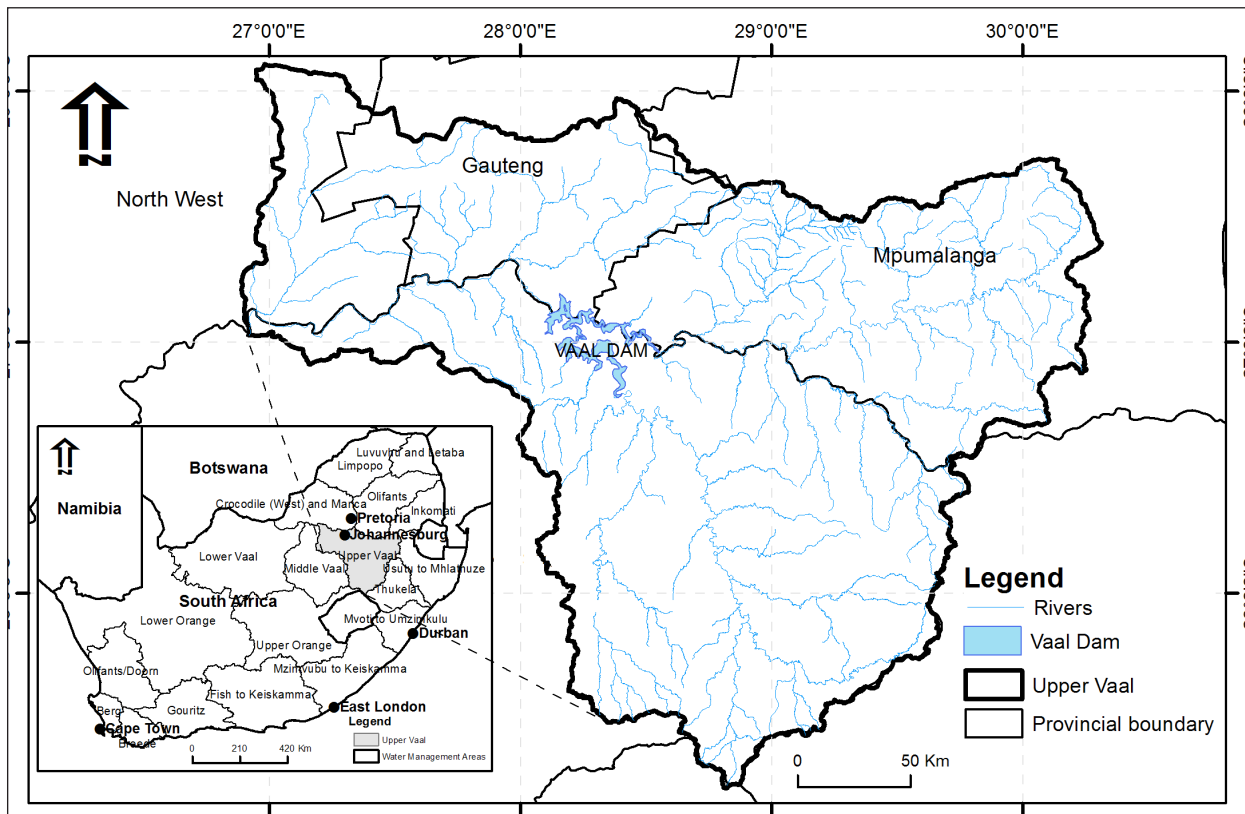 27°0'0"E
28°0'0"E
29°0'0"E
30°0'0"E
N
North West
Gauteng
Mpumalanga
VAAL DAM
Legend
Rivers
Vaal Dam
Upper Vaal
Provincial boundary
0
50 Km
N
Namibia
Botswana
Luvuvhu and Letaba
Limpopo
Olifants
Crocodile (West) and Marica
Inkomati
Pretoria
Johannesburg
Lower Vaal
Upper Vaal
Middle Vaal
Usutu to Mhlathuze
Thukela
South Africa
Lower Orange
Mvoti to Umzimkulu
Durban
Upper Orange
Mzimvubu to Keiskamma
Olifants/Doorn
Fish to Keiskamma
Berg
Gouritz
East London
Cape Town
Breede
Legend
Upper Vaal
Water Management Areas
0
210
420 Km